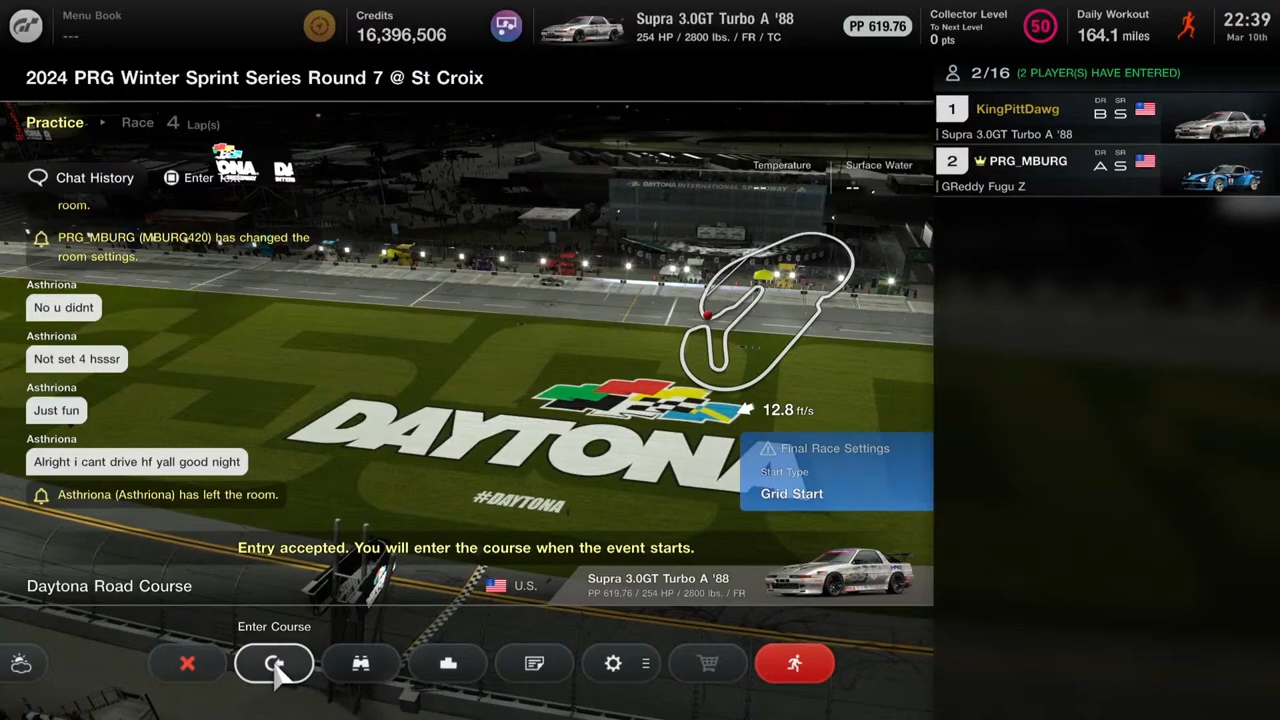 Menu Book
---
Credits
16,396,506
Supra 3.0GT Turbo A '88
254 HP / 2800 lbs. / FR / TC
PP 619.76
Collector Level
To Next Level
0 pts
50
Daily Workout
164.1 miles
22:39
Mar 10th
2024 PRG Winter Sprint Series Round 7 @ St Croix
2/16 (2 PLAYER(S) HAVE ENTERED)
1 KingPittDawg DR B SR S
Supra 3.0GT Turbo A '88
2 PRG_MBURG DR A SR S
GReddy Fugu Z
Practice Race 4 Lap(s)
Temperature
--
Surface Water
--
Chat History
Enter
room.
PRG_MBURG (MBURG420) has changed the
room settings.
Asthriona
No u didnt
Asthriona
Not set 4 hsssr
Asthriona
Just fun
Asthriona
Alright i cant drive hf yall good night
Asthriona (Asthriona) has left the room.
DAYTONA INTERNATIONAL SPEEDWAY
DAYTONA
#DAYTONA
12.8 ft/s
Final Race Settings
Start Type
Grid Start
Entry accepted. You will enter the course when the event starts.
Daytona Road Course
U.S.
Supra 3.0GT Turbo A '88
PP 619.76 / 254 HP / 2800 lbs. / FR
Enter Course